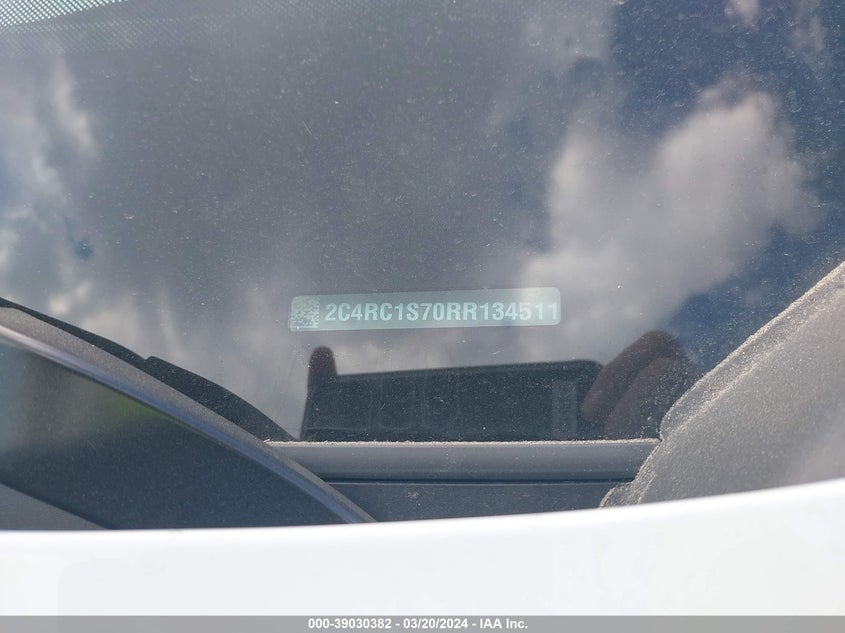 2C4RC1S70RR134511
000-39030382 - 03/20/2024 - IAA Inc.